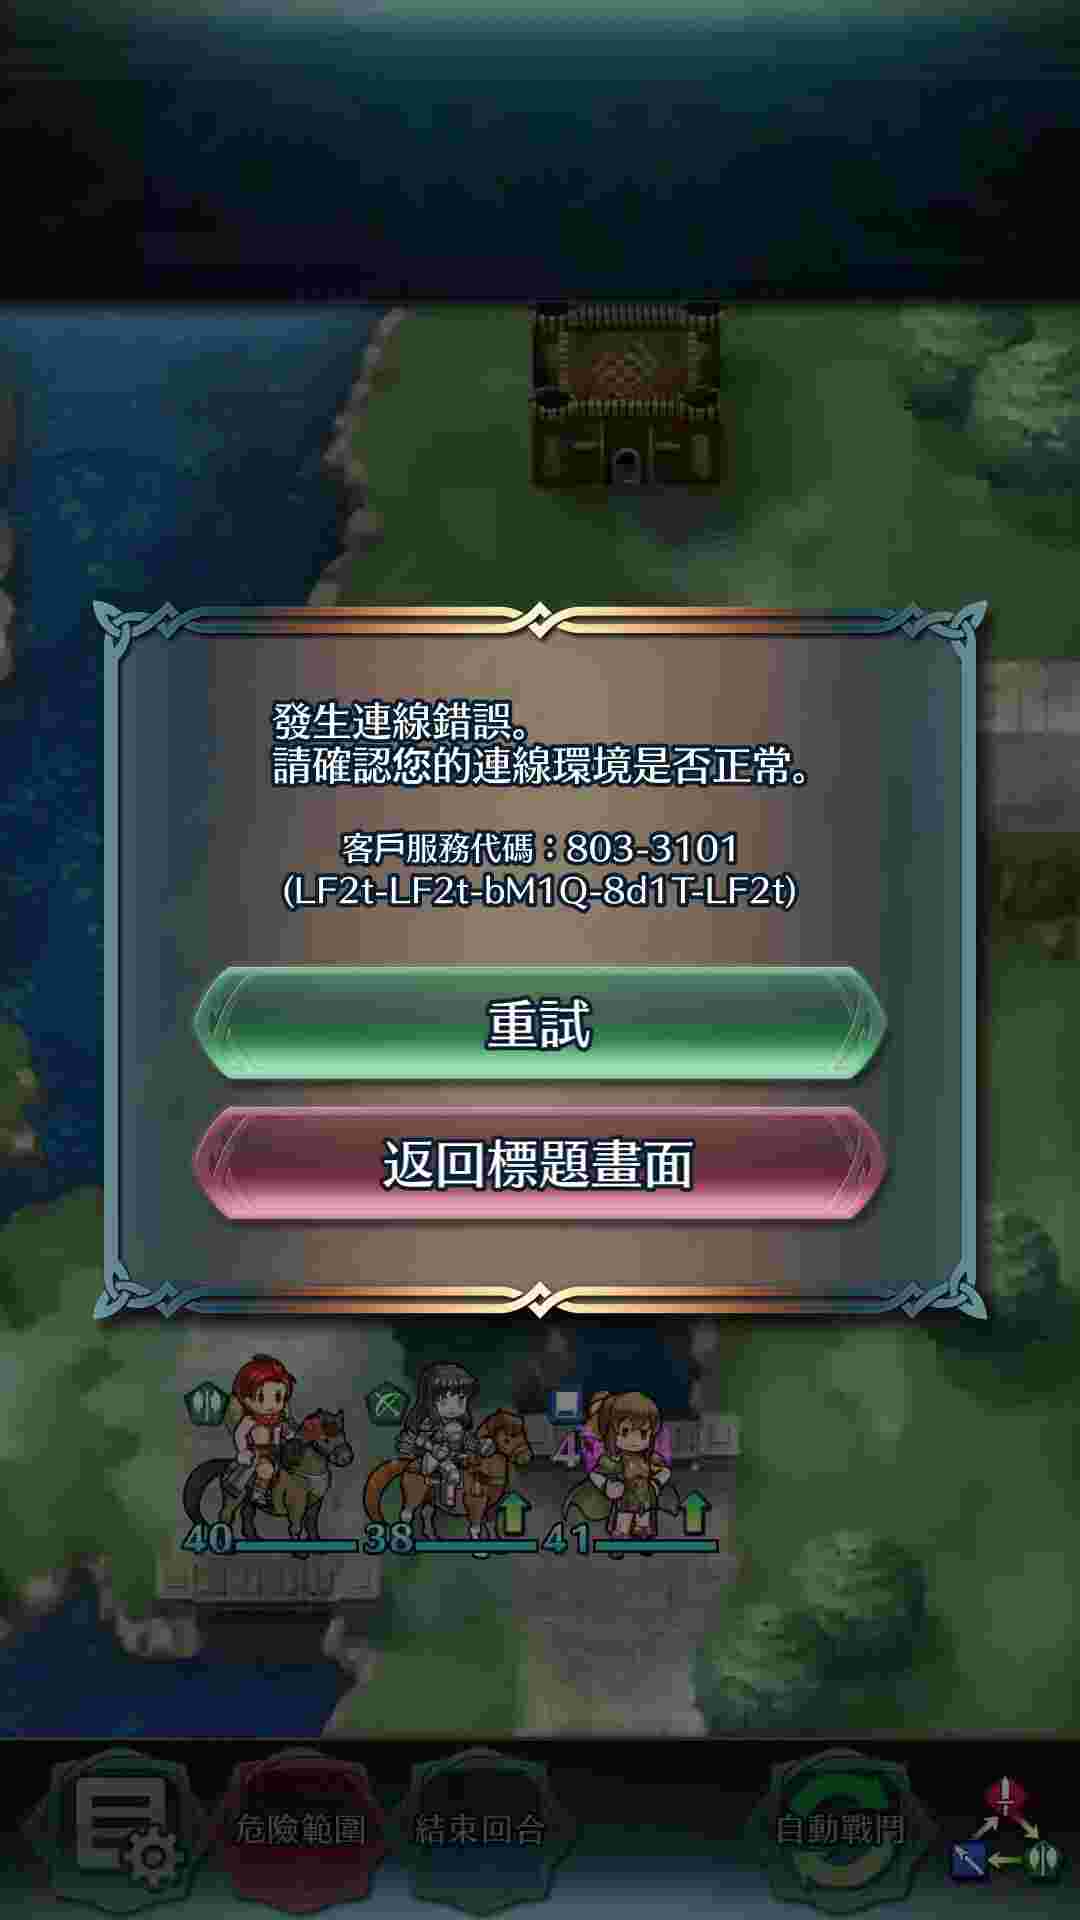 發生連線錯誤。
請確認您的連線環境是否正常。
客戶服務代碼：803-3101
(LF2t-LF2t-bM1Q-8d1T-LF2t)
重試
返回標題畫面
4
40
38
41
危險範圍
結束回合
自動戰鬥